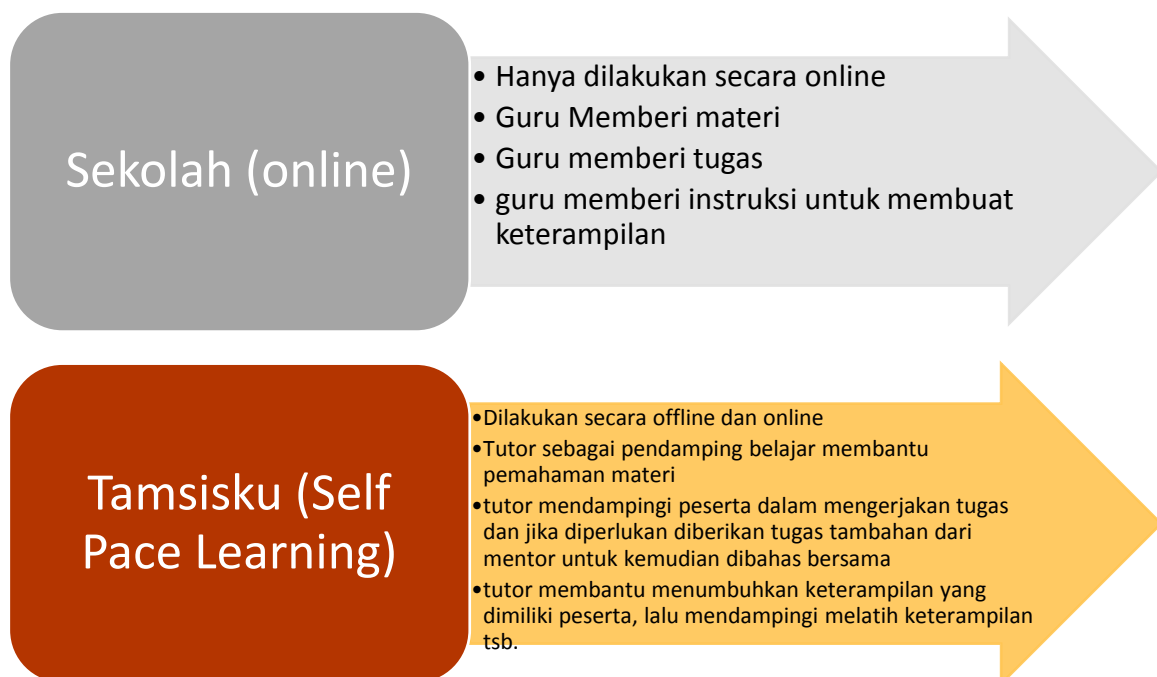 Sekolah (online)
• Hanya dilakukan secara online
• Guru Memberi materi
• Guru memberi tugas
• guru memberi instruksi untuk membuat
keterampilan
Tamsisku (Self
Pace Learning)
•Dilakukan secara offline dan online
•Tutor sebagai pendamping belajar membantu
pemahaman materi
•tutor mendampingi peserta dalam mengerjakan tugas
dan jika diperlukan diberikan tugas tambahan dari
mentor untuk kemudian dibahas bersama
•tutor membantu menumbuhkan keterampilan yang
dimiliki peserta, lalu mendampingi melatih keterampilan
tsb.